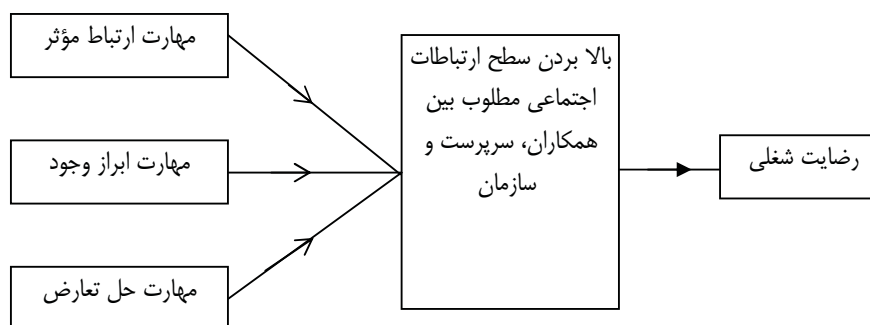 مهارت ارتباط مؤثر
مهارت ابراز وجود
مهارت حل تعارض
بالا بردن سطح ارتباطات
اجتماعی مطلوب بین
همکاران، سرپرست و
سازمان
رضایت شغلی